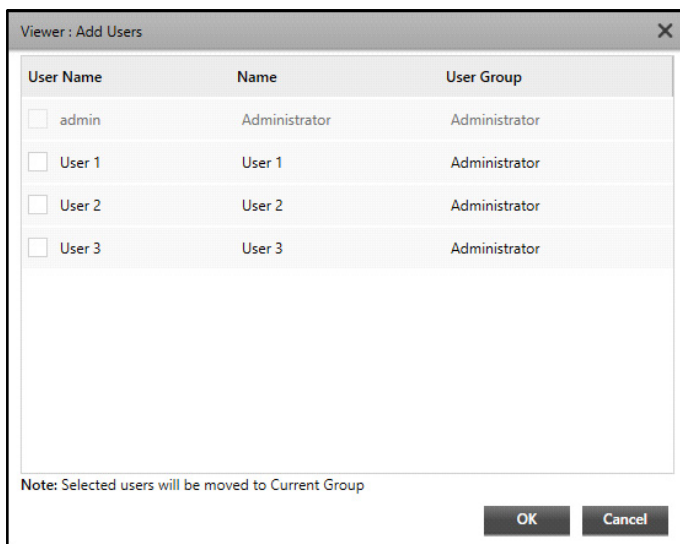 Viewer : Add Users
User Name Name User Group
admin Administrator Administrator
User 1 User 1 Administrator
User 2 User 2 Administrator
User 3 User 3 Administrator
Note: Selected users will be moved to Current Group
OK Cancel